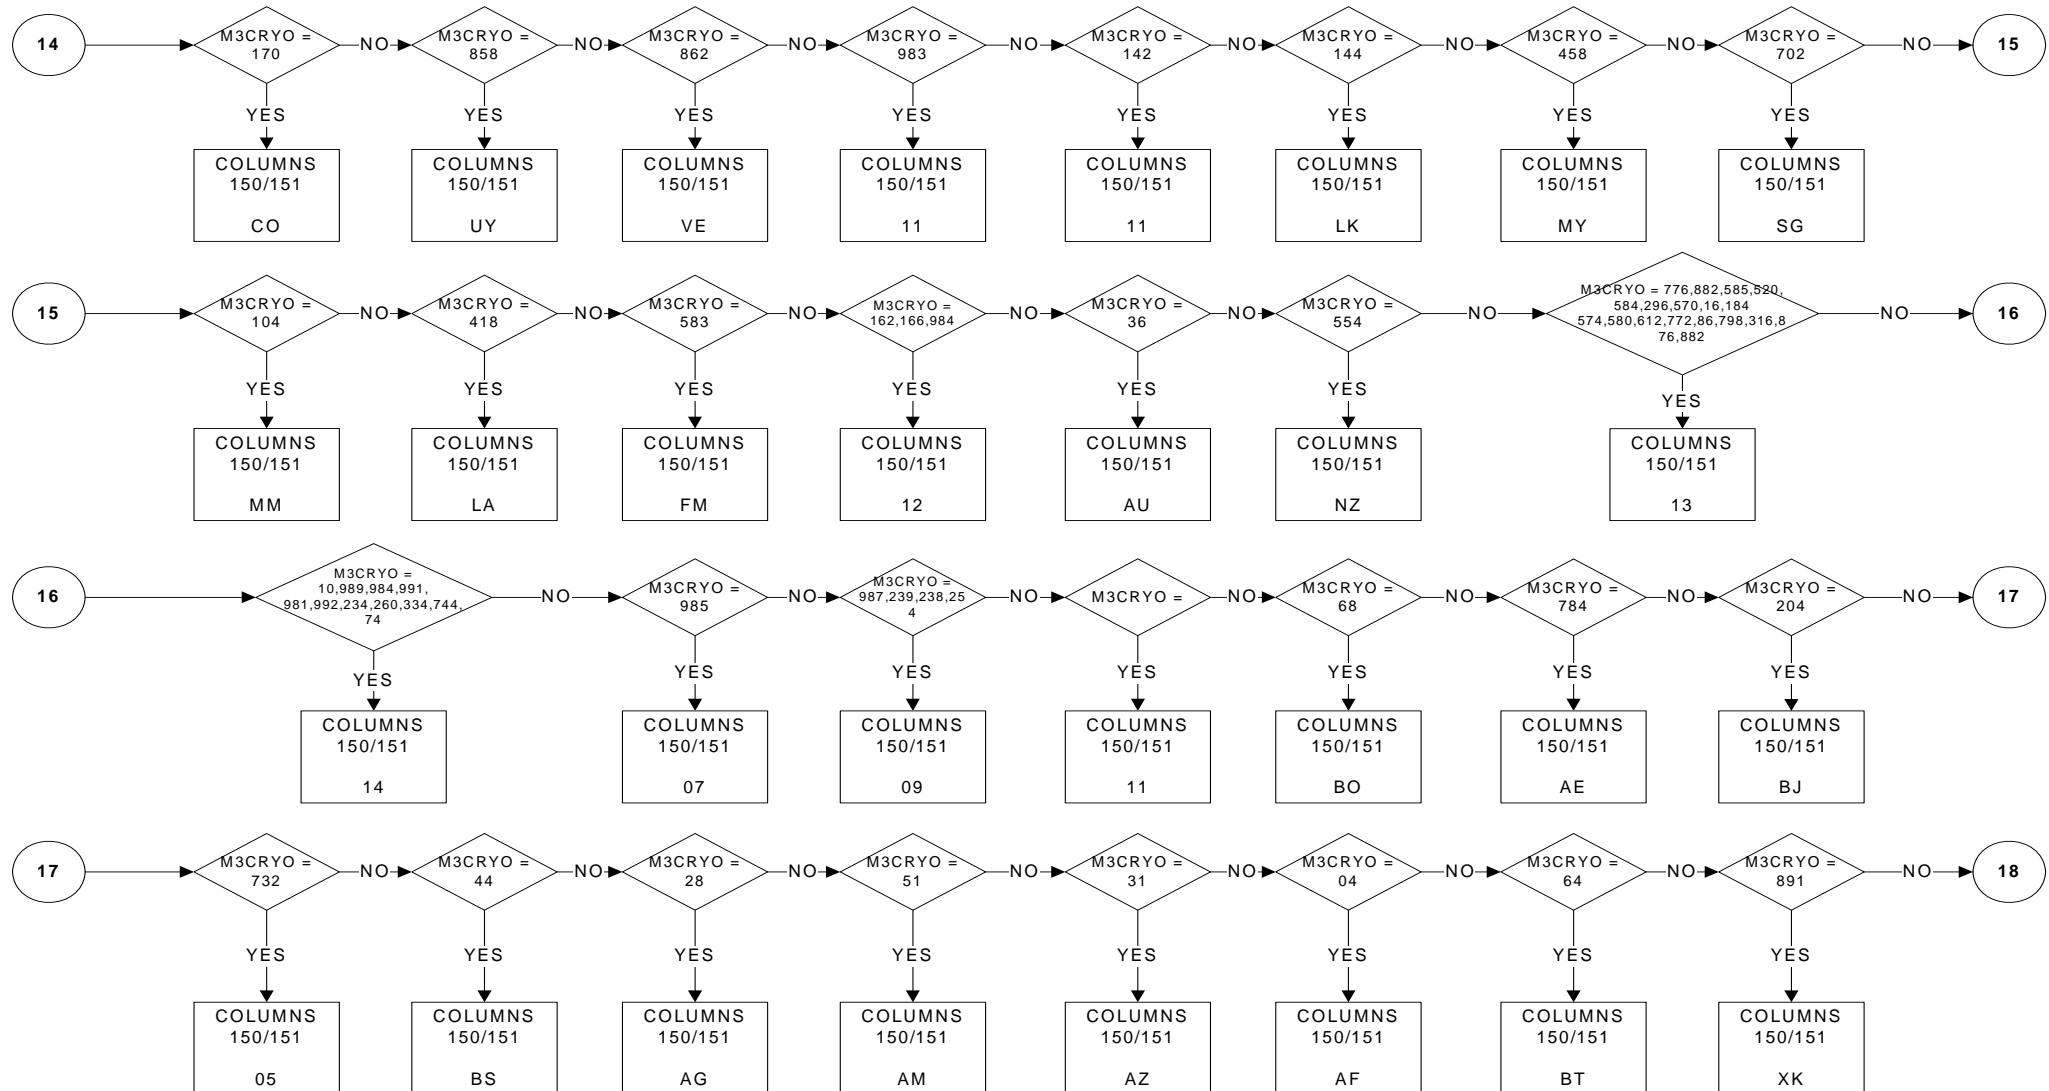 14
M3CRYO =
170
NO
M3CRYO =
858
NO
M3CRYO =
862
NO
M3CRYO =
983
NO
M3CRYO =
142
NO
M3CRYO =
144
NO
M3CRYO =
458
NO
M3CRYO =
702
NO
15
YES
YES
YES
YES
YES
YES
YES
YES
COLUMNS
150/151
CO
COLUMNS
150/151
UY
COLUMNS
150/151
VE
COLUMNS
150/151
11
COLUMNS
150/151
11
COLUMNS
150/151
LK
COLUMNS
150/151
MY
COLUMNS
150/151
SG
15
M3CRYO =
104
NO
M3CRYO =
418
NO
M3CRYO =
583
NO
M3CRYO =
162,166,984
NO
M3CRYO =
36
NO
M3CRYO =
554
NO
M3CRYO = 776,882,585,520,
584,296,570,16,184
574,580,612,772,86,798,316,8
76,882
NO
16
YES
YES
YES
YES
YES
YES
YES
COLUMNS
150/151
MM
COLUMNS
150/151
LA
COLUMNS
150/151
FM
COLUMNS
150/151
12
COLUMNS
150/151
AU
COLUMNS
150/151
NZ
COLUMNS
150/151
13
16
M3CRYO =
10,989,984,991,
981,992,234,260,334,744,
74
NO
M3CRYO =
985
NO
M3CRYO =
987,239,238,25
4
NO
M3CRYO =
NO
M3CRYO =
68
NO
M3CRYO =
784
NO
M3CRYO =
204
NO
17
YES
YES
YES
YES
YES
YES
YES
COLUMNS
150/151
14
COLUMNS
150/151
07
COLUMNS
150/151
09
COLUMNS
150/151
11
COLUMNS
150/151
BO
COLUMNS
150/151
AE
COLUMNS
150/151
BJ
17
M3CRYO =
732
NO
M3CRYO =
44
NO
M3CRYO =
28
NO
M3CRYO =
51
NO
M3CRYO =
31
NO
M3CRYO =
04
NO
M3CRYO =
64
NO
M3CRYO =
891
NO
18
YES
YES
YES
YES
YES
YES
YES
YES
COLUMNS
150/151
05
COLUMNS
150/151
BS
COLUMNS
150/151
AG
COLUMNS
150/151
AM
COLUMNS
150/151
AZ
COLUMNS
150/151
AF
COLUMNS
150/151
BT
COLUMNS
150/151
XK